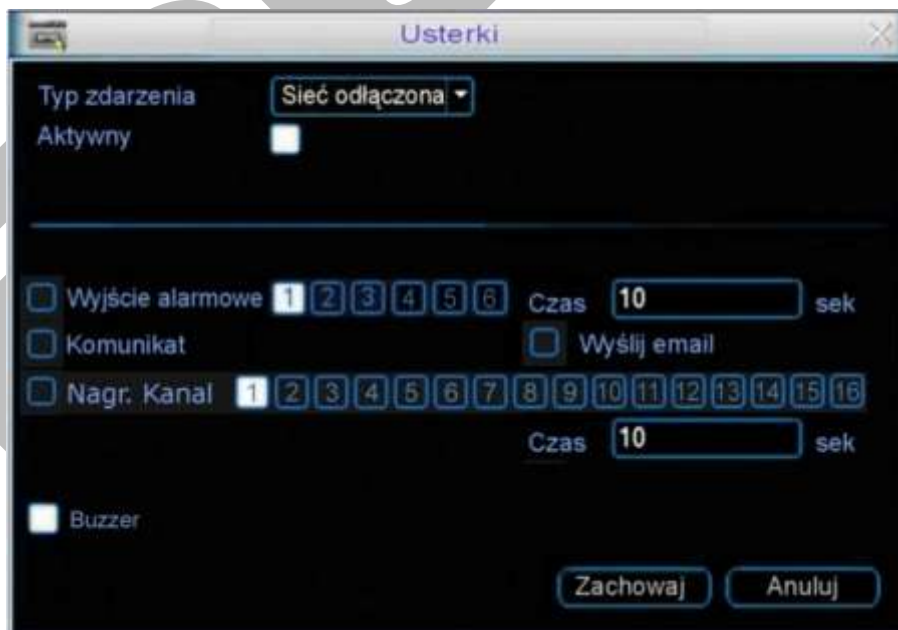 Usterki
Typ zdarzenia Sieć odłączona
Aktywny
Wyjście alarmowe 1 2 3 4 5 6 Czas 10 sek
Komunikat Wyślij email
Nagr. Kanal 1 2 3 4 5 6 7 8 9 10 11 12 13 14 15 16
Czas 10 sek
Buzzer
Zachowaj Anuluj